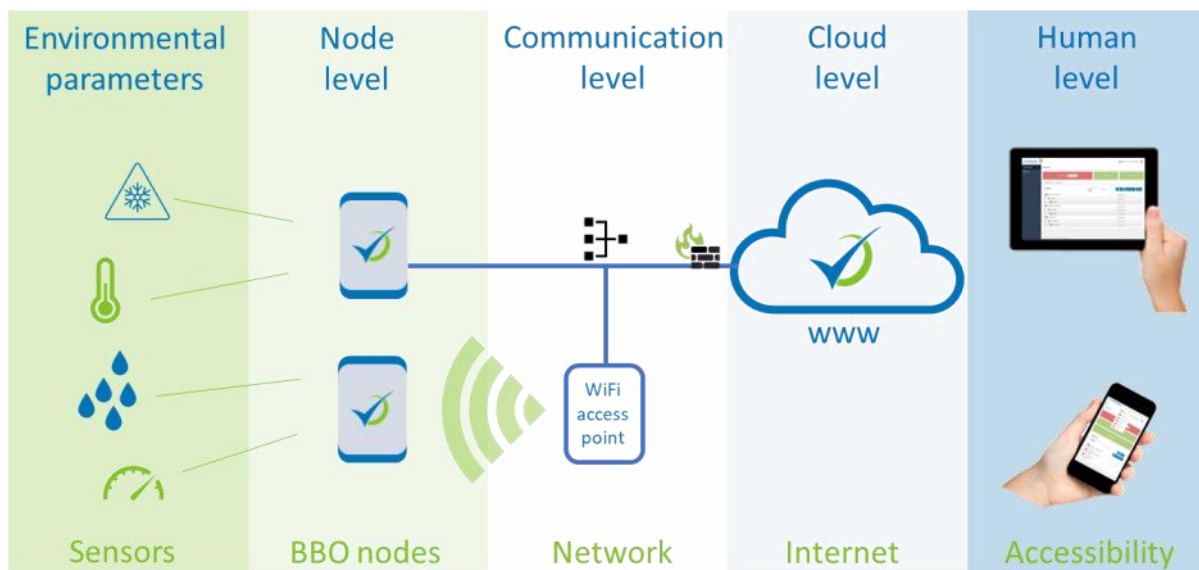 Environmental
parameters
Node
level
Communication
level
Cloud
level
Human
level
WiFi
access
point
www
Sensors
BBO nodes
Network
Internet
Accessibility